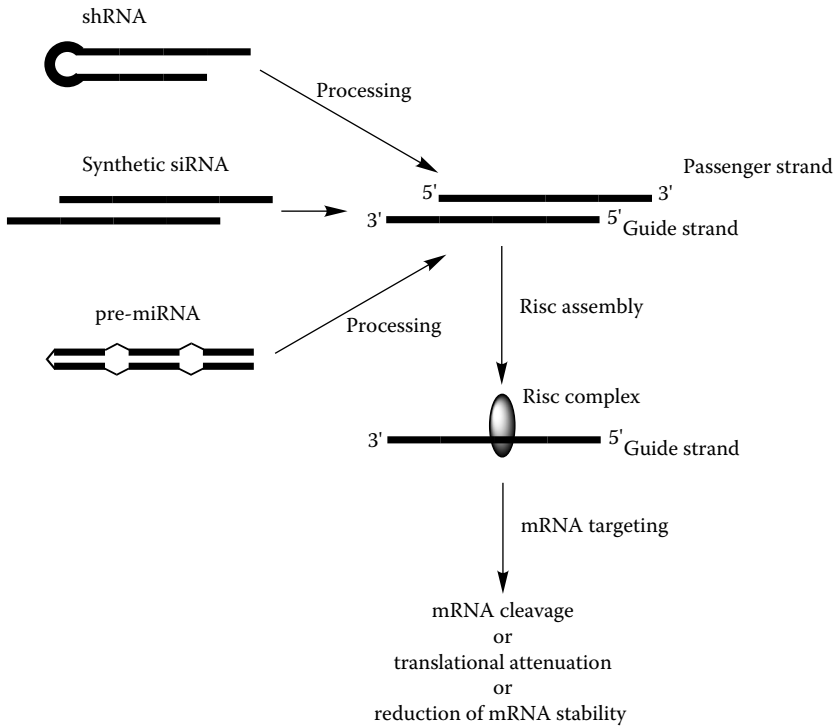 shRNA
Processing
Synthetic siRNA
Passenger strand
5' 3'
3' 5' Guide strand
pre-miRNA
Processing
Risc assembly
Risc complex
3' 5' Guide strand
mRNA targeting
mRNA cleavage
or
translational attenuation
or
reduction of mRNA stability